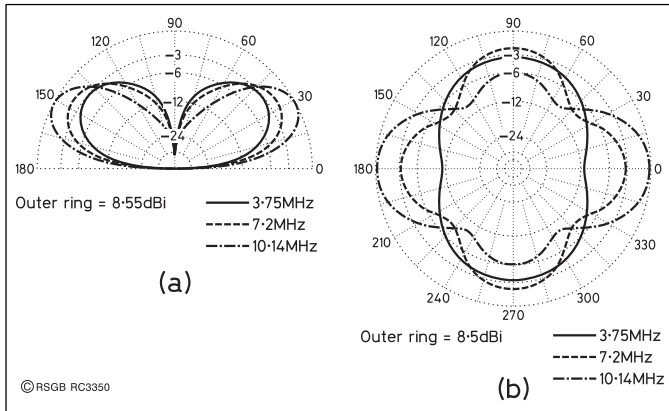 90
120
60
−3
−6
150
30
−12
−24
180
0
Outer ring = 8·55dBi
3·75MHz
7·2MHz
10·14MHz
(a)
90
120
60
−3
−6
150
30
−12
−24
180
0
210
330
240
300
270
Outer ring = 8·5dBi
3·75MHz
7·2MHz
10·14MHz
(b)
©RSGB RC3350